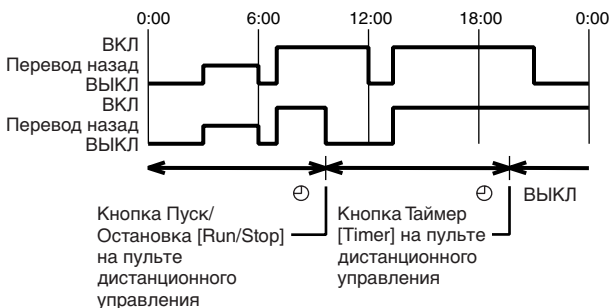 0:00 6:00 12:00 18:00 0:00
ВКЛ
Перевод назад
ВЫКЛ
ВКЛ
Перевод назад
ВЫКЛ
ВЫКЛ
Кнопка Пуск/
Остановка [Run/Stop]
на пульте
дистанционного
управления
Кнопка Таймер
[Timer] на пульте
дистанционного
управления